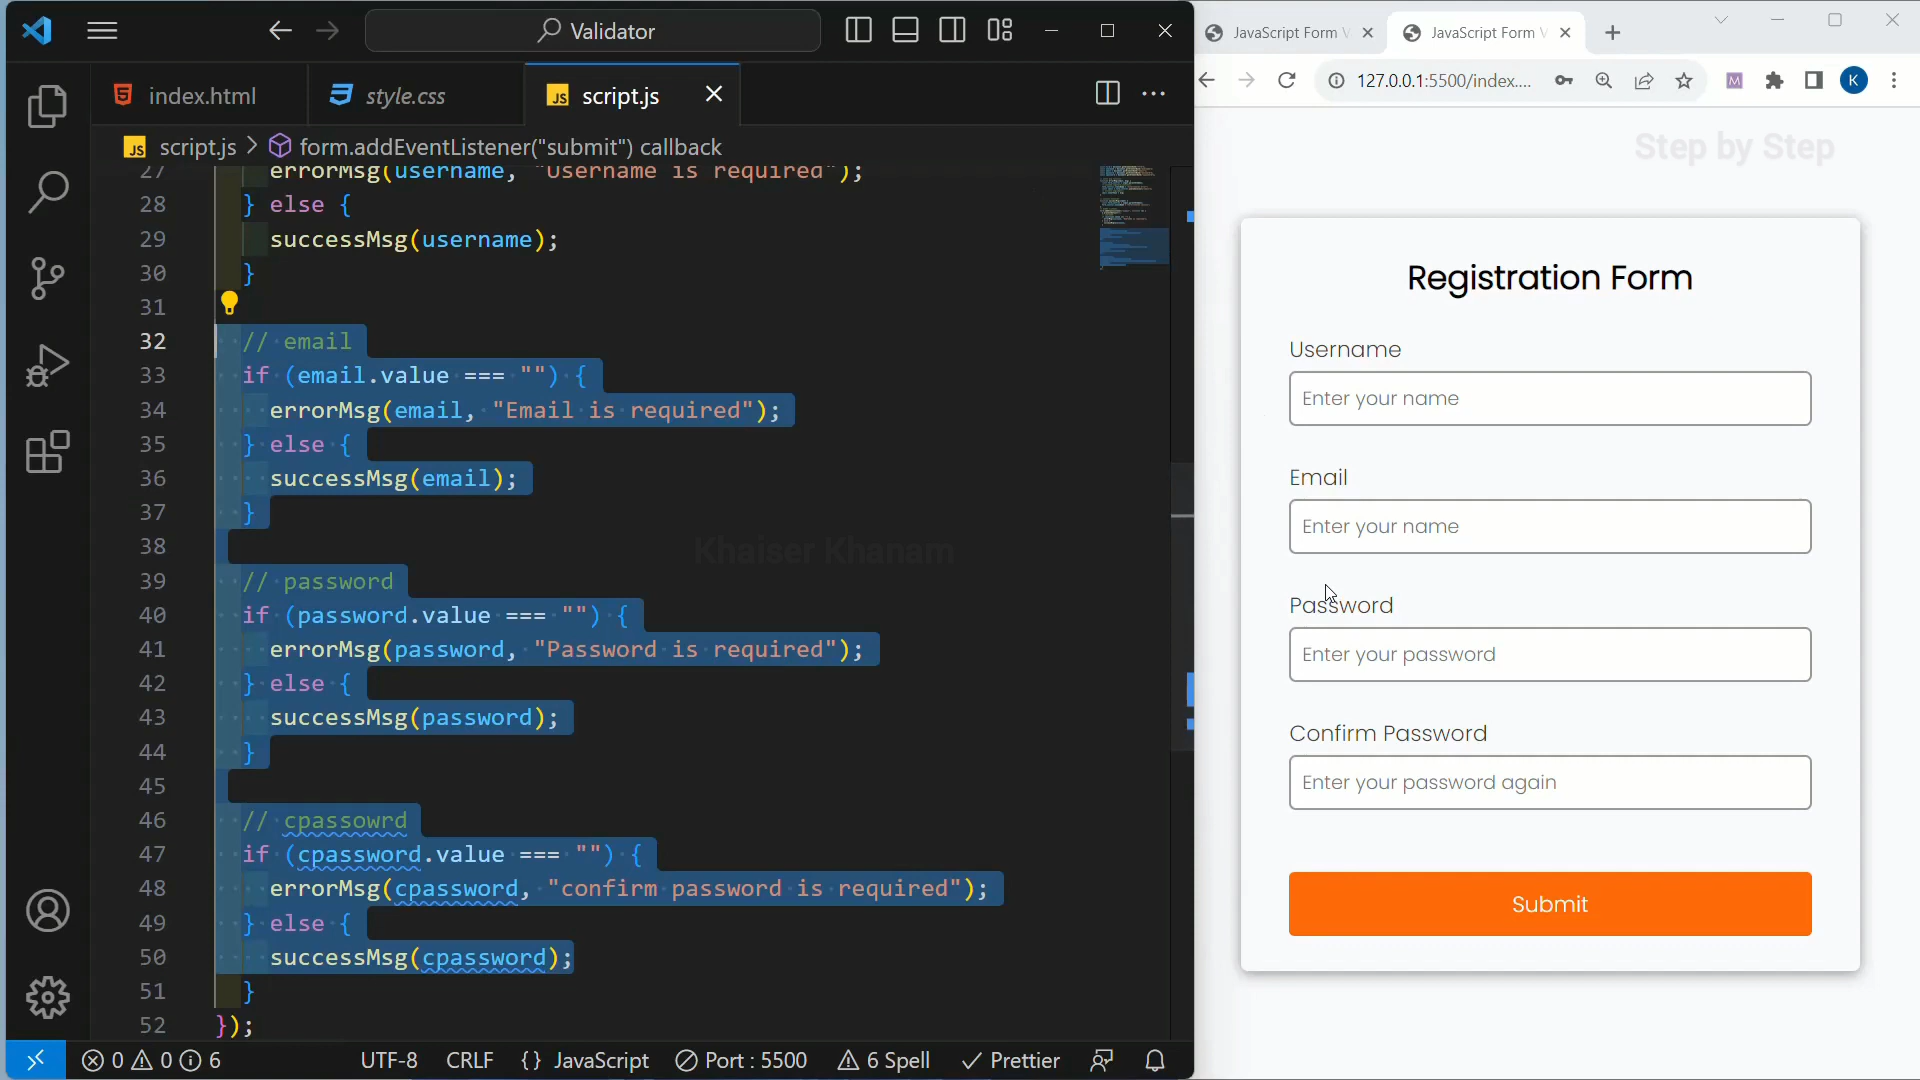 Validator
index.html
style.css
script.js
script.js > form.addEventListener("submit") callback
27 errorMsg(username, "Username is required");
28 } else {
29 successMsg(username);
30 }
31
32 // email
33 if (email.value === "") {
34 errorMsg(email, "Email is required");
35 } else {
36 successMsg(email);
37 }
38
39 // password
40 if (password.value === "") {
41 errorMsg(password, "Password is required");
42 } else {
43 successMsg(password);
44 }
45
46 // cpassowrd
47 if (cpassword.value === "") {
48 errorMsg(cpassword, "confirm password is required");
49 } else {
50 successMsg(cpassword);
51 }
52 });
Khaiser Khanam
0 0 6 UTF-8 CRLF {} JavaScript Port : 5500 6 Spell Prettier
JavaScript Form V
JavaScript Form V
127.0.0.1:5500/index....
M
K
Step by Step
Registration Form
Username
Enter your name
Email
Enter your name
Password
Enter your password
Confirm Password
Enter your password again
Submit